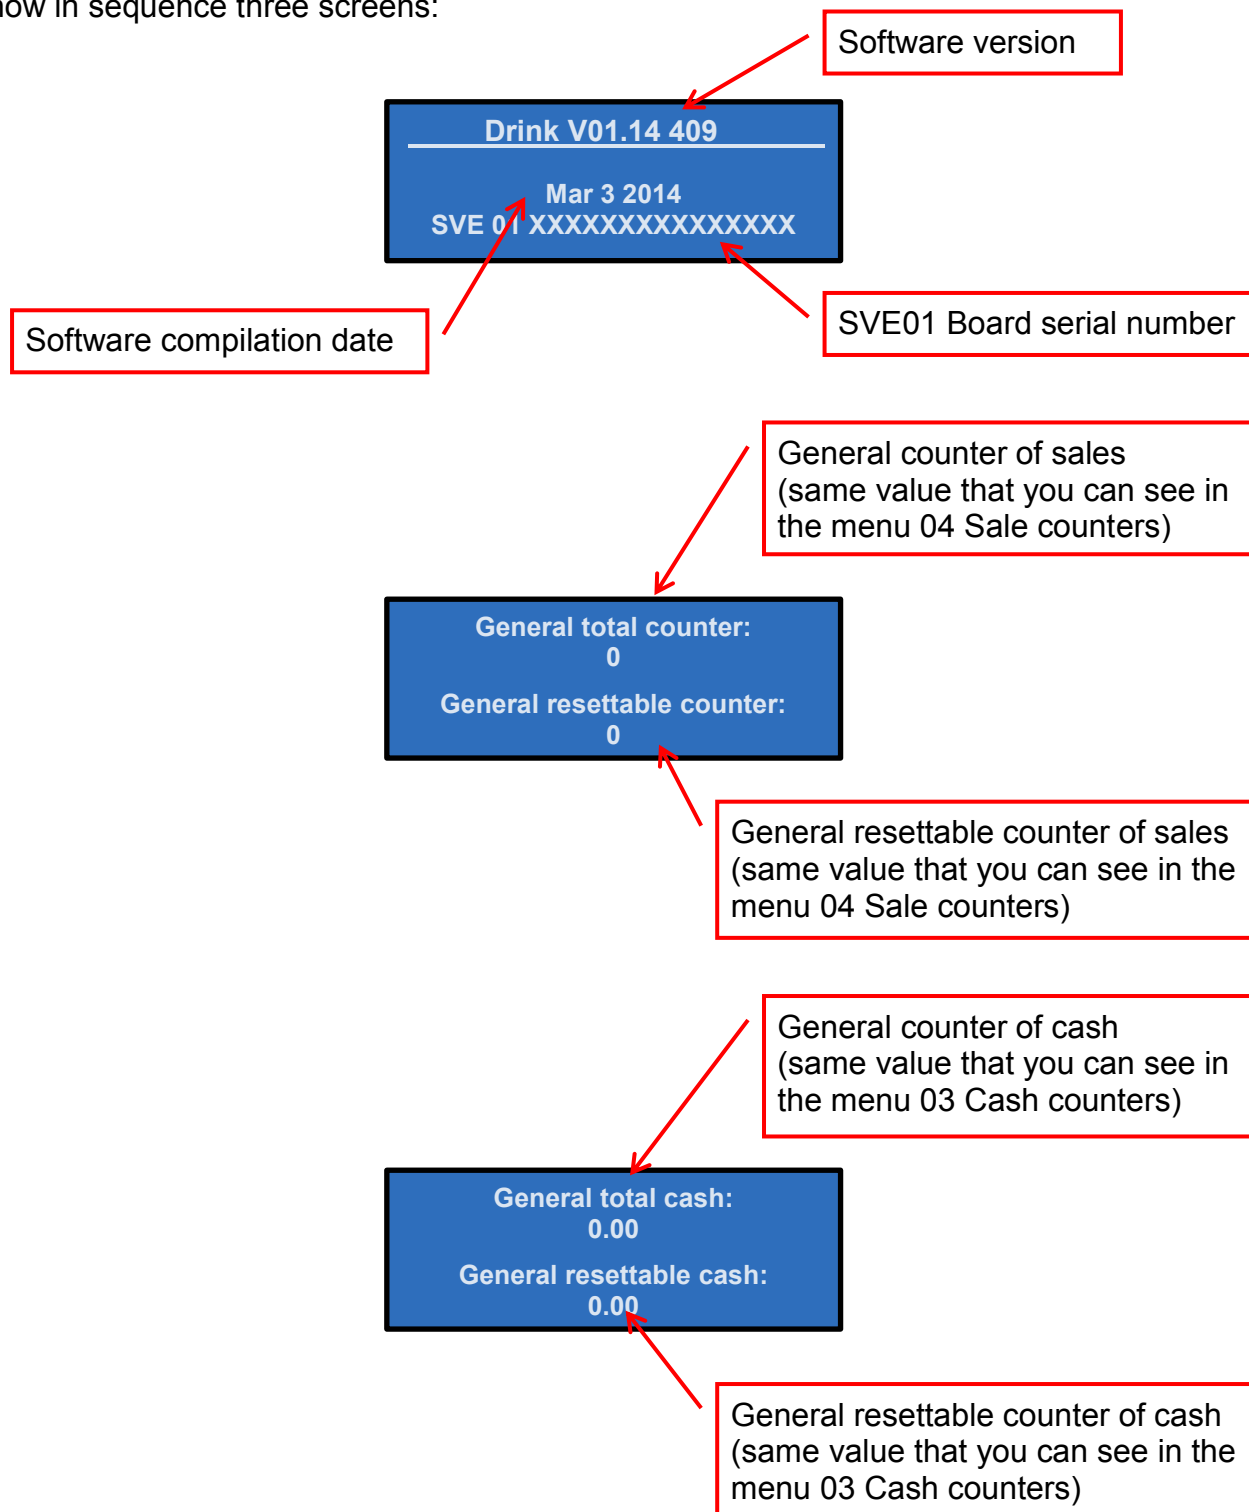 in sequence three screens:
Software version
Drink V01.14 409
Mar 3 2014
SVE 01 XXXXXXXXXXXXXXX
Software compilation date
SVE01 Board serial number
General counter of sales
(same value that you can see in
the menu 04 Sale counters)
General total counter:
0
General resettable counter:
0
General resettable counter of sales
(same value that you can see in the
menu 04 Sale counters)
General counter of cash
(same value that you can see in
the menu 03 Cash counters)
General total cash:
0.00
General resettable cash:
0.00
General resettable counter of cash
(same value that you can see in the
menu 03 Cash counters)